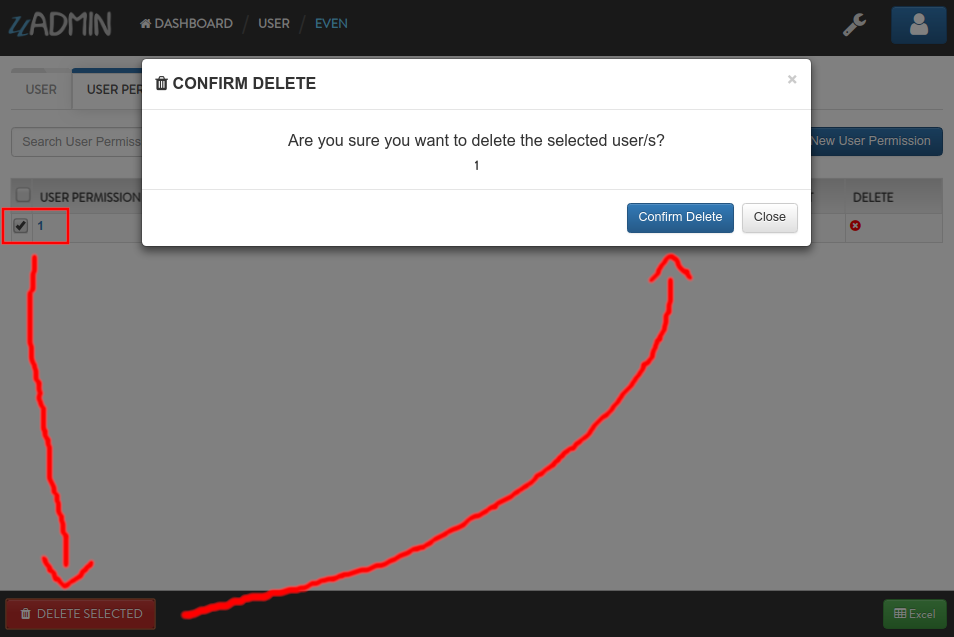 uADMIN
DASHBOARD / USER / EVEN
USER
USER PER
CONFIRM DELETE ×
Search User Permiss
New User Permission
Are you sure you want to delete the selected user/s?
1
USER PERMISSION
DELETE
1
Confirm Delete
Close
DELETE SELECTED
Excel